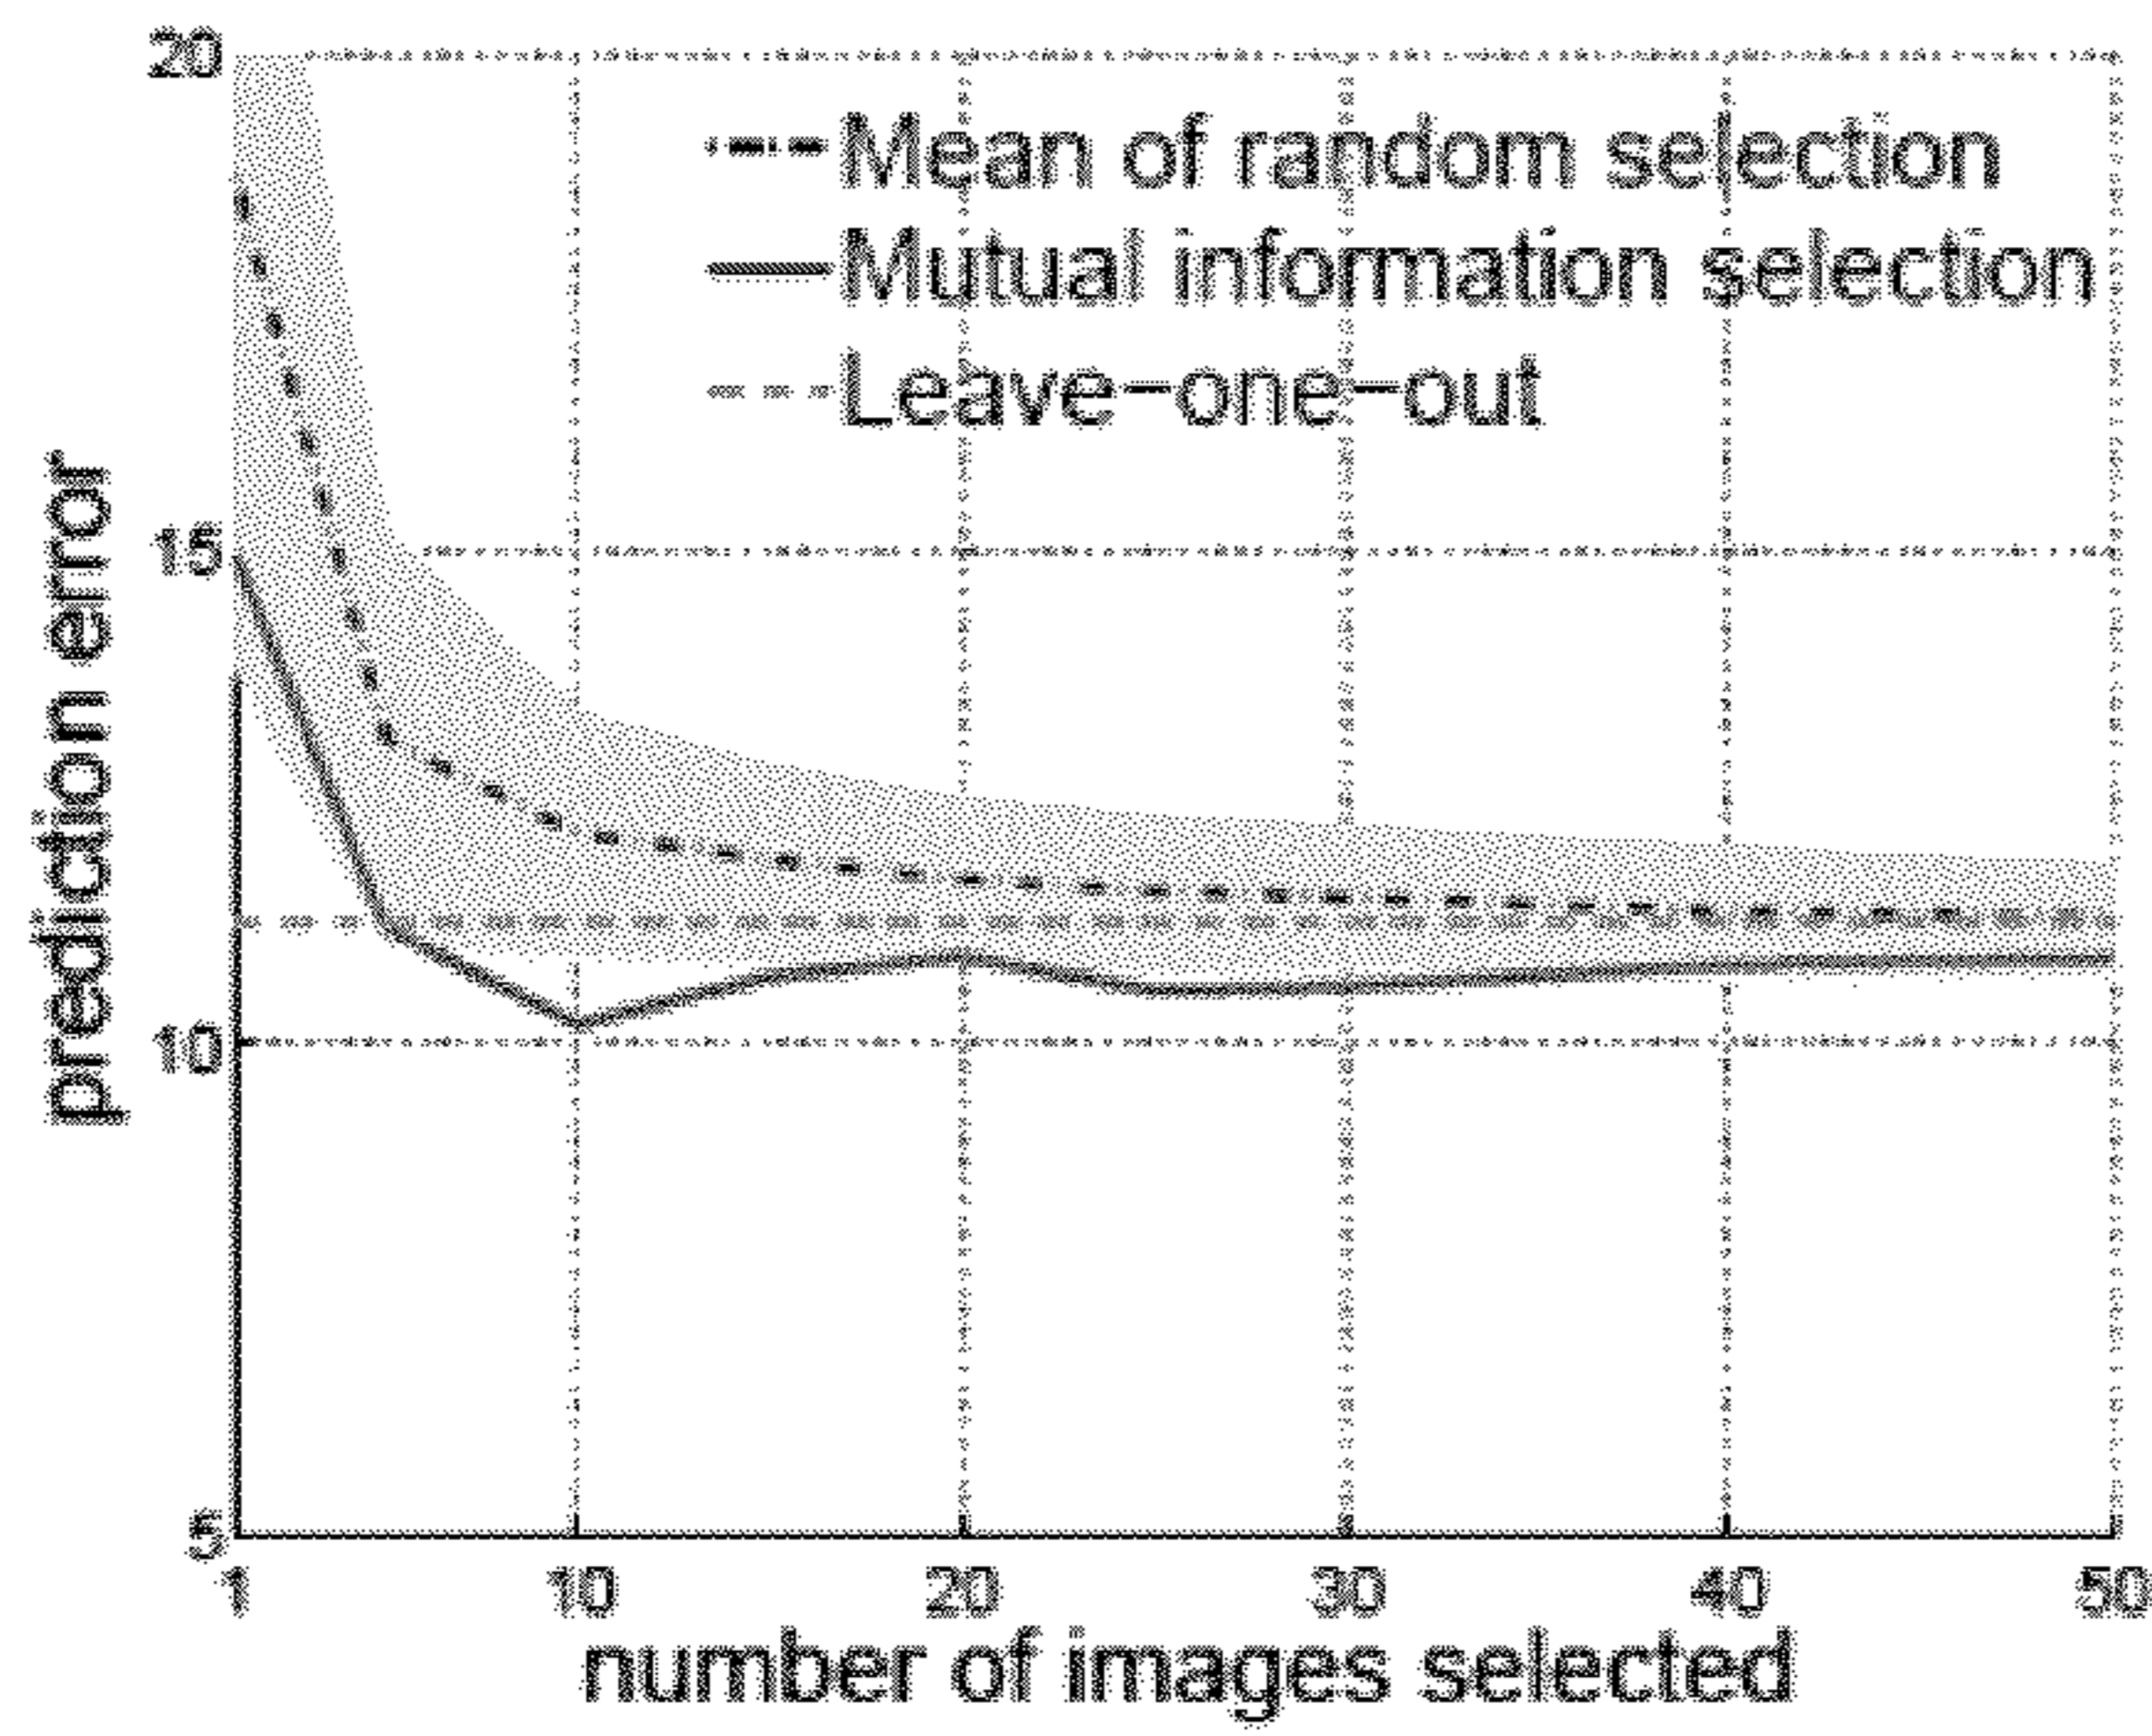 20
Mean of random selection
Mutual information selection
Leave-one-out
15
prediction error
10
5
1 10 20 30 40 50
number of images selected